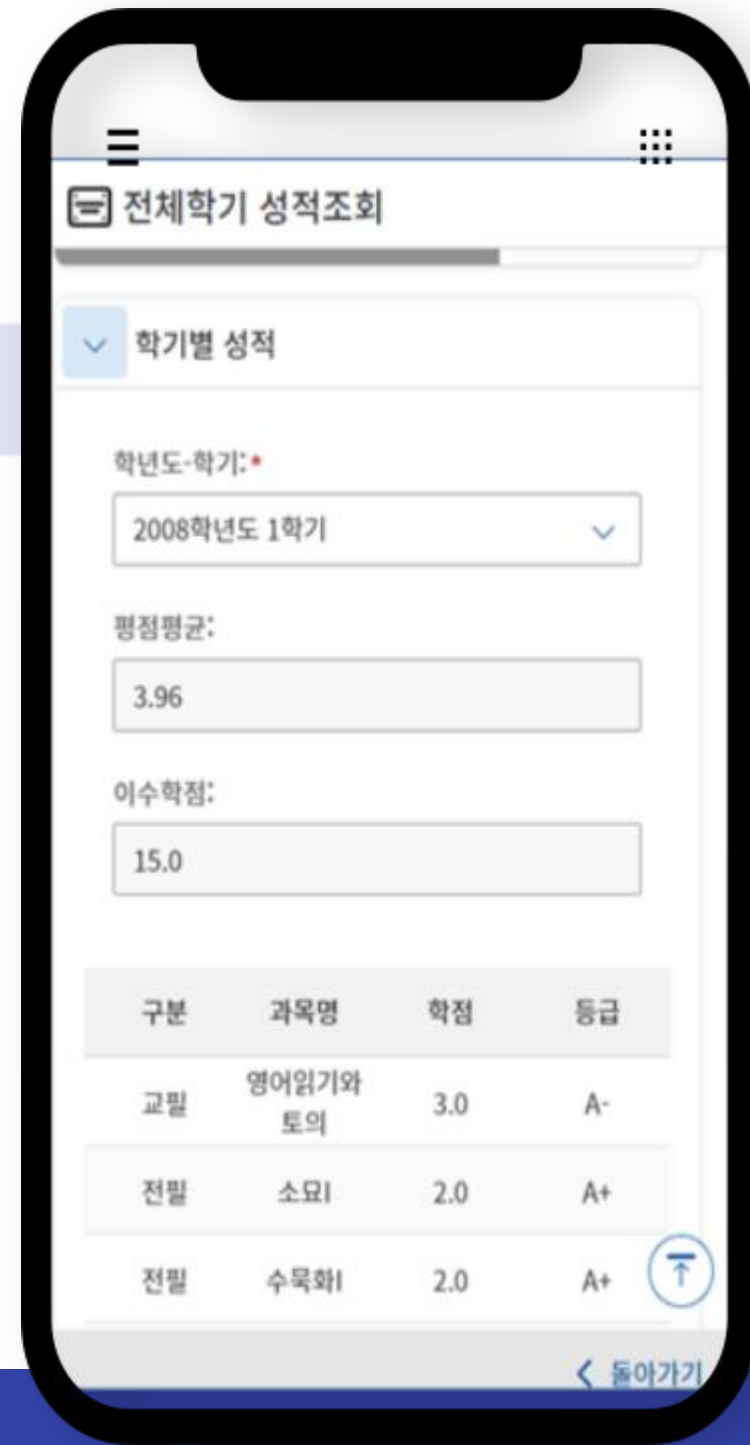 전체학기 성적조회
학기별 성적
학년도-학기:•
2008학년도 1학기
평점평균:
3.96
이수학점:
15.0
구분 과목명 학점 등급
교필 영어읽기와 3.0 A-
토의
전필 소묘I 2.0 A+
전필 수묵화I 2.0 A+
돌아가기